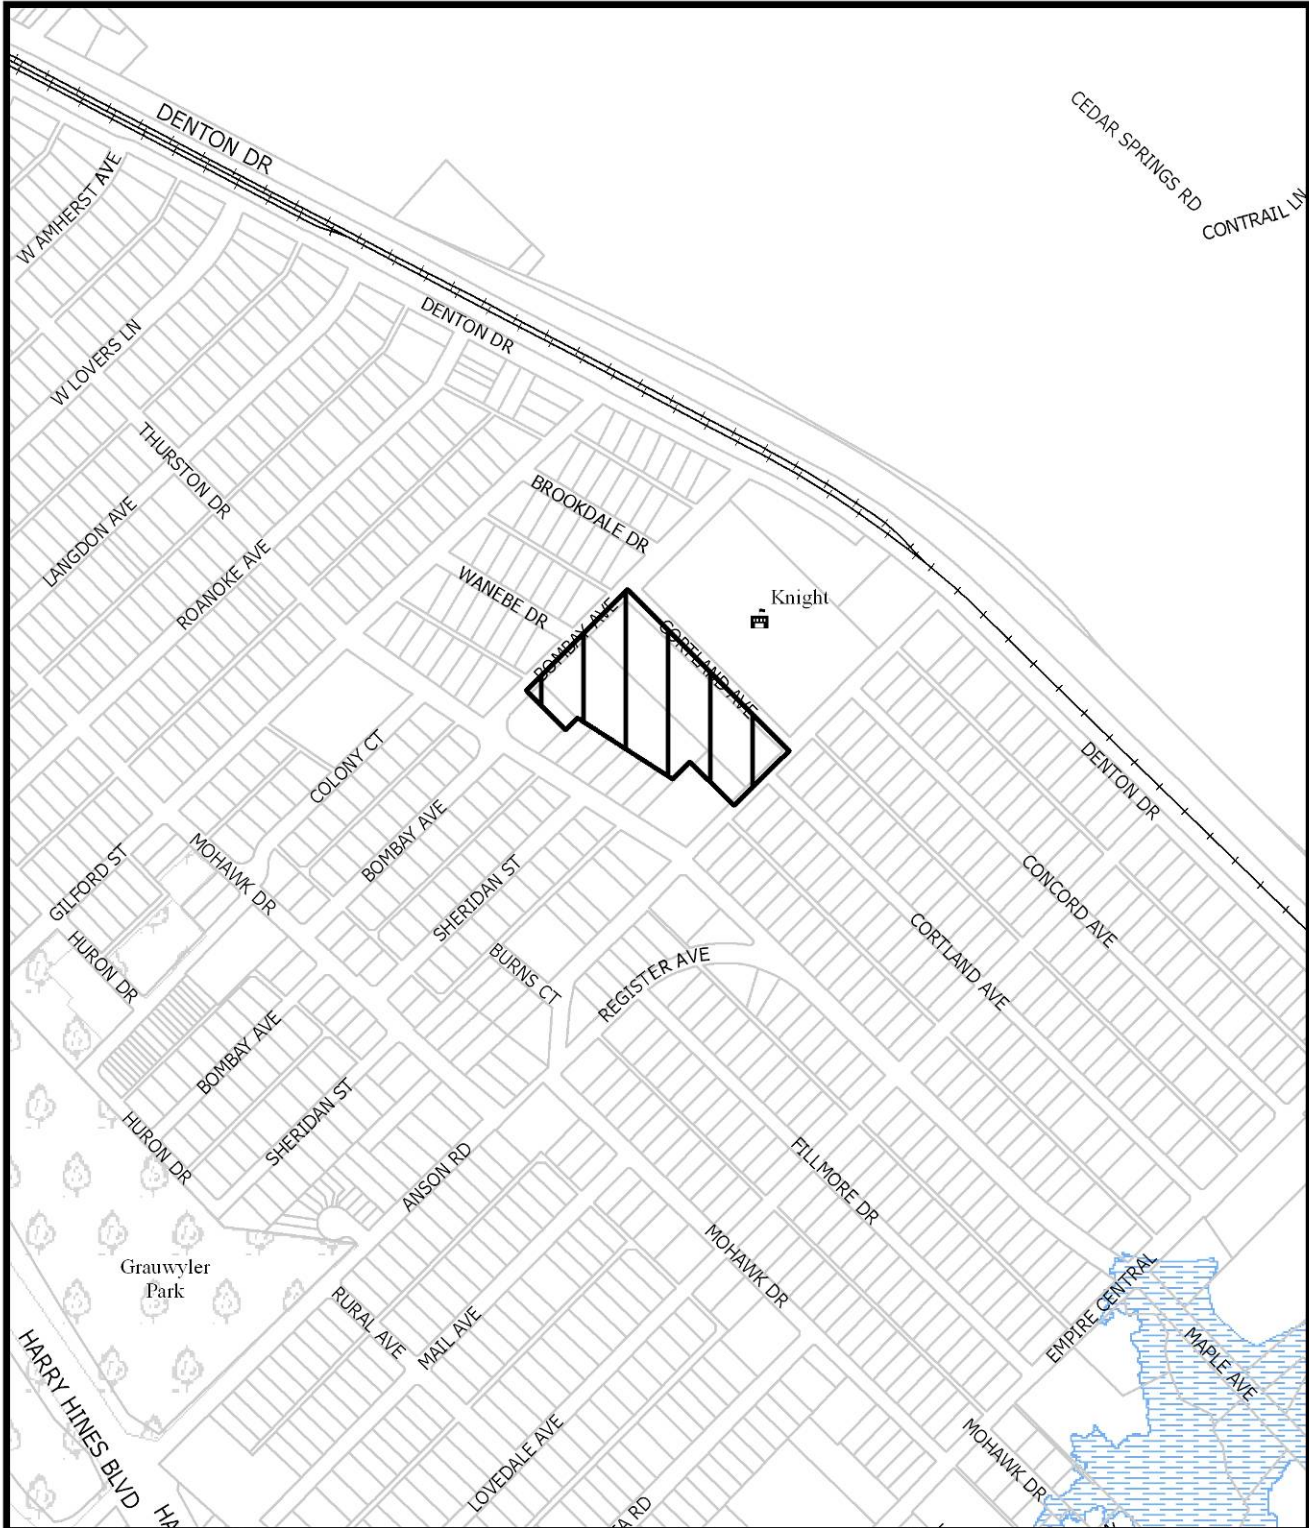 CEDAR SPRINGS RD
DENTON DR
CONTRAIL LN
W AMHERST AVE
DENTON DR
W LOVERS LN
THURSTON DR
BROOKDALE DR
LANGDON AVE
ROANOKE AVE
WANEBE DR
Knight
BOMBAY AVE
CORTLAND AVE
COLONY CT
DENTON DR
BOMBAY AVE
MOHAWK DR
GILFORD ST
SHERIDAN ST
CONCORD AVE
CORTLAND AVE
HURON DR
BURNS CT
REGISTER AVE
BOMBAY AVE
SHERIDAN ST
HURON DR
ANSON RD
FILLMORE DR
Grauwyler
Park
MOHAWK DR
EMPIRE CENTRAL
RURAL AVE
MAIL AVE
MAPLE AVE
HARRY HINES BLVD
LOVEDALE AVE
MOHAWK DR
HA
A RD